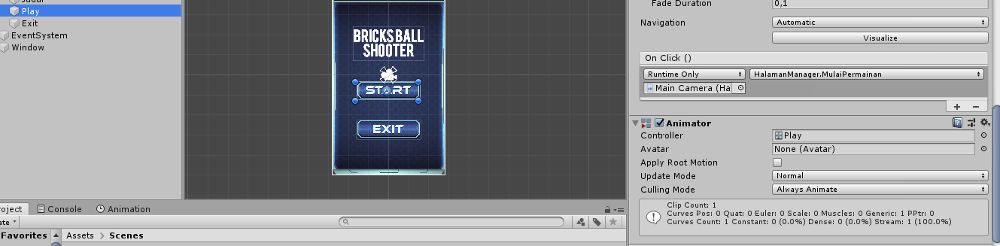 Play
Exit
EventSystem
Window
BRICKS BALL
SHOOTER
START
EXIT
Fade Duration 0,1
Navigation Automatic
Visualize
On Click ()
Runtime Only HalamanManager.MulaiPermainan
Main Camera (Ha
Animator
Controller Play
Avatar None (Avatar)
Apply Root Motion
Update Mode Normal
Culling Mode Always Animate
Clip Count: 1
Curves Pos: 0 Quat: 0 Euler: 0 Scale: 0 Muscles: 0 Generic: 1 PPtr: 0
Curves Count: 1 Constant: 0 (0.0%) Dense: 0 (0.0%) Stream: 1 (100.0%)
oject Console Animation
ate
Favorites Assets > Scenes